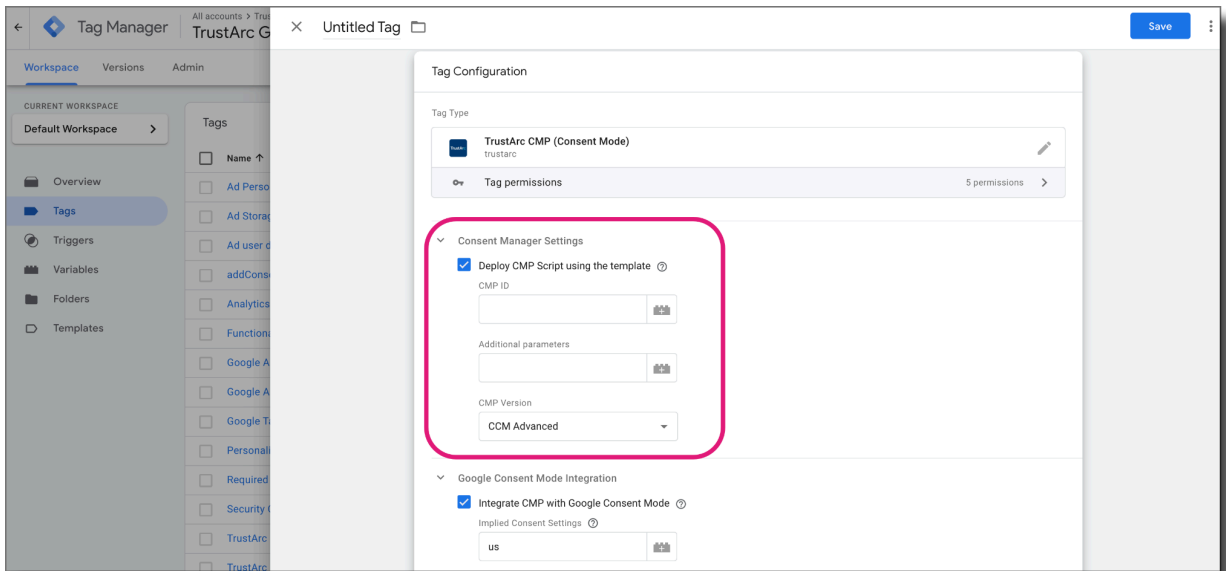 Tag Manager
All accounts > Trus
TrustArc G
Untitled Tag
Save
Workspace
Versions
Admin
CURRENT WORKSPACE
Default Workspace
Overview
Tags
Triggers
Variables
Folders
Templates
Tags
Name
Ad Perso
Ad Storag
Ad user d
addCons
Analytics
Functiona
Google A
Google A
Google Ta
Personali
Required
Security
TrustArc
TrustArc
Tag Configuration
Tag Type
TrustArc CMP (Consent Mode)
trustarc
Tag permissions
5 permissions
Consent Manager Settings
Deploy CMP Script using the template
CMP ID
Additional parameters
CMP Version
CCM Advanced
Google Consent Mode Integration
Integrate CMP with Google Consent Mode
Implied Consent Settings
us